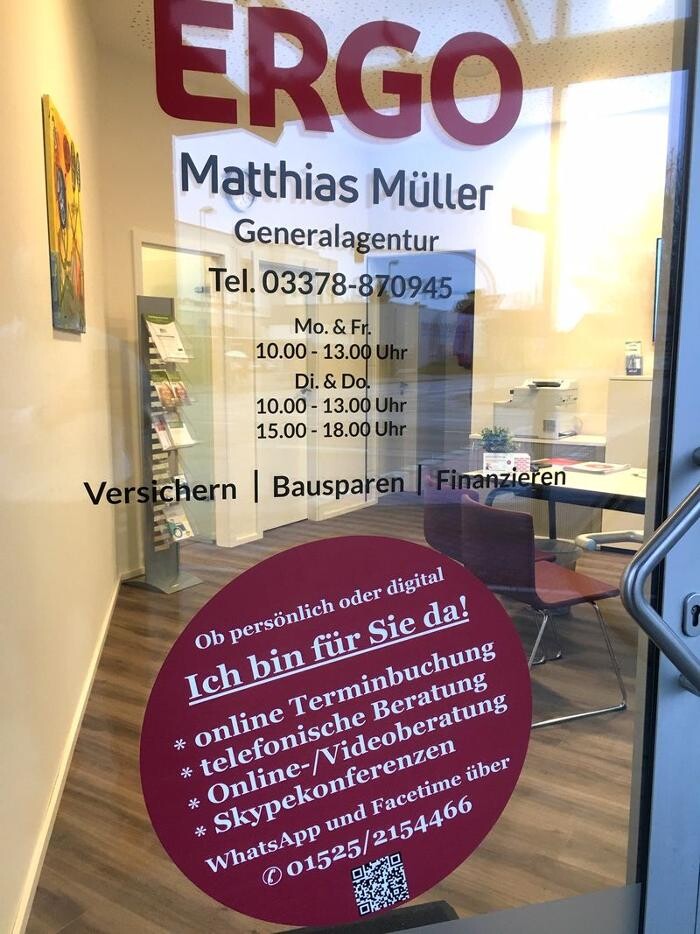 ERGO
Matthias Müller
Generalagentur
Tel. 03378-870945
Mo. & Fr.
10.00 - 13.00 Uhr
Di. & Do.
10.00 - 13.00 Uhr
15.00 - 18.00 Uhr
Versichern | Bausparen | Finanzieren
Ob persönlich oder digital
Ich bin für Sie da!
* online Terminbuchung
* telefonische Beratung
* Online-/Videoberatung
* Skypekonferenzen
WhatsApp und Facetime über
✆ 01525/2154466